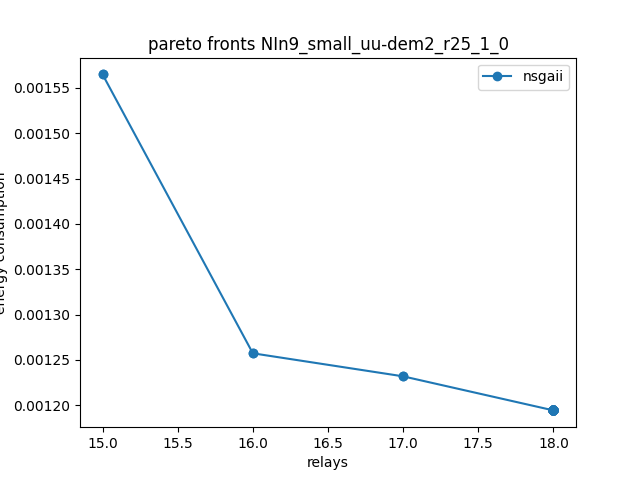 pareto fronts NIn9_small_uu-dem2_r25_1_0
nsgaii
0.00155
0.00150
0.00145
0.00140
0.00135
0.00130
0.00125
0.00120
energy consumption
15.0 15.5 16.0 16.5 17.0 17.5 18.0
relays